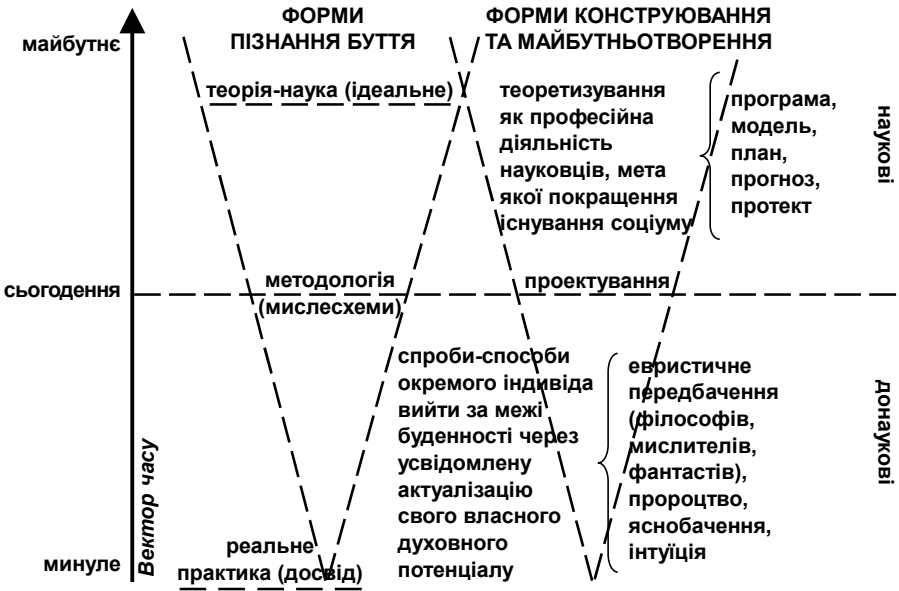 ФОРМИ
ПІЗНАННЯ БУТТЯ
ФОРМИ КОНСТРУЮВАННЯ
ТА МАЙБУТНЬОТВОРЕННЯ
майбутнє
теорія-наука (ідеальне)
теоретизування
як професійна
діяльність
науковців, мета
якої покращення
існування соціуму
програма,
модель,
план,
прогноз,
протект
наукові
сьогодення
методологія
(мислесхеми)
проектування
спроби-способи
окремого індивіда
вийти за межі
буденності через
усвідомлену
актуалізацію
свого власного
духовного
потенціалу
евристичне
передбачення
(філософів,
мислителів,
фантастів),
пророцтво,
яснобачення,
інтуїція
донаукові
Вектор часу
минуле
реальне
практика (досвід)